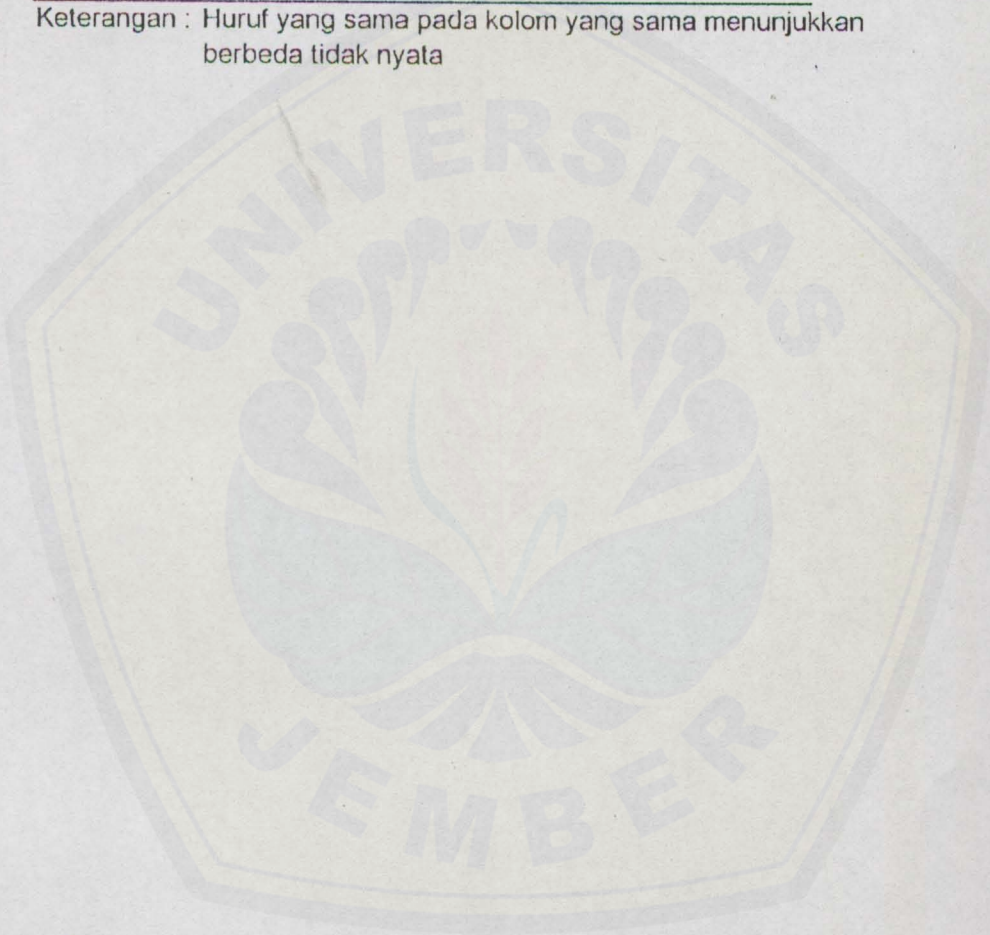 Keterangan : Huruf yang sama pada kolom yang sama menunjukkan
berbeda tidak nyata
UNIVERSITAS
JEMBER